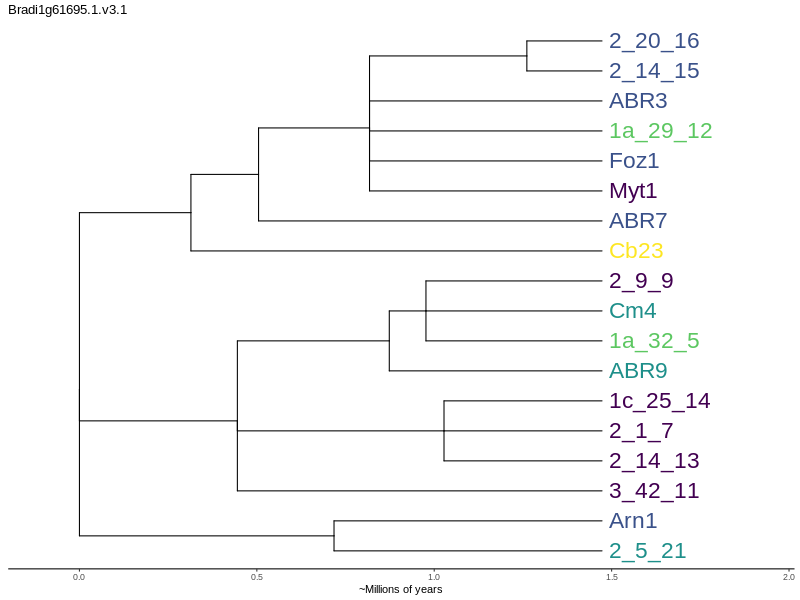 Bradi1g61695.1.v3.1
2_20_16
2_14_15
ABR3
1a_29_12
Foz1
Myt1
ABR7
Cb23
2_9_9
Cm4
1a_32_5
ABR9
1c_25_14
2_1_7
2_14_13
3_42_11
Arn1
2_5_21
0.0 0.5 1.0 1.5 2.0
~Millions of years